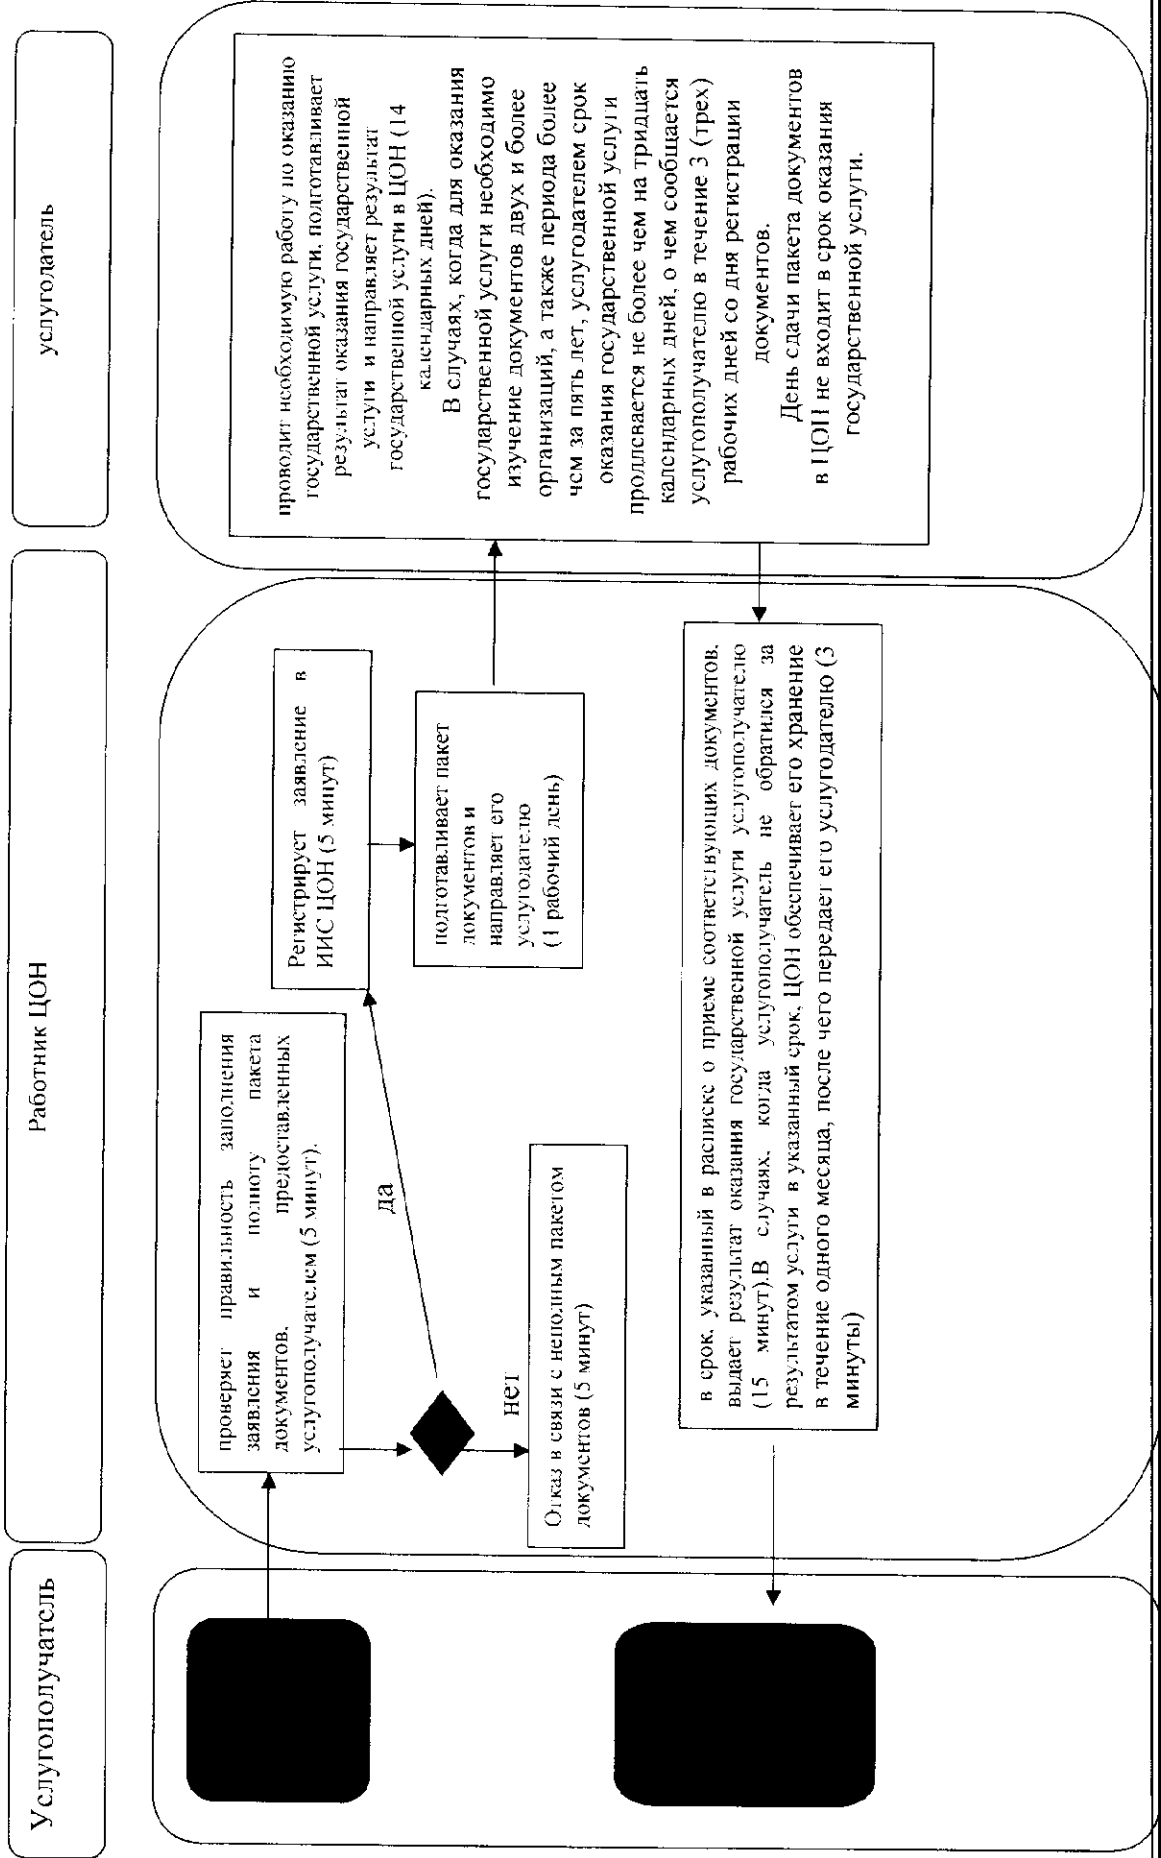 Услугополучатель
Работник ЦОН
услугодатель
проверяет правильность заполнения
заявления и полноту пакета
документов, предоставленных
услугополучателем (5 минут).
да
нет
Отказ в связи с неполным пакетом
документов (5 минут)
Регистрирует заявление в
ИИС ЦОН (5 минут)
подготавливает пакет
документов и
направляет его
услугодателю
(1 рабочий день)
проводит необходимую работу по оказанию
государственной услуги, подготавливает
результат оказания государственной
услуги и направляет результат
государственной услуги в ЦОН (14
календарных дней).
В случаях, когда для оказания
государственной услуги необходимо
изучение документов двух и более
организаций, а также периода более
чем за пять лет, услугодателем срок
оказания государственной услуги
продлевается не более чем на тридцать
календарных дней, о чем сообщается
услугополучателю в течение 3 (трех)
рабочих дней со дня регистрации
документов.
День сдачи пакета документов
в ЦОН не входит в срок оказания
государственной услуги.
в срок, указанный в расписке о приеме соответствующих документов,
выдает результат оказания государственной услуги услугополучателю
(15 минут).В случаях, когда услугополучатель не обратился за
результатом услуги в указанный срок, ЦОН обеспечивает его хранение
в течение одного месяца, после чего передает его услугодателю (3
минуты)